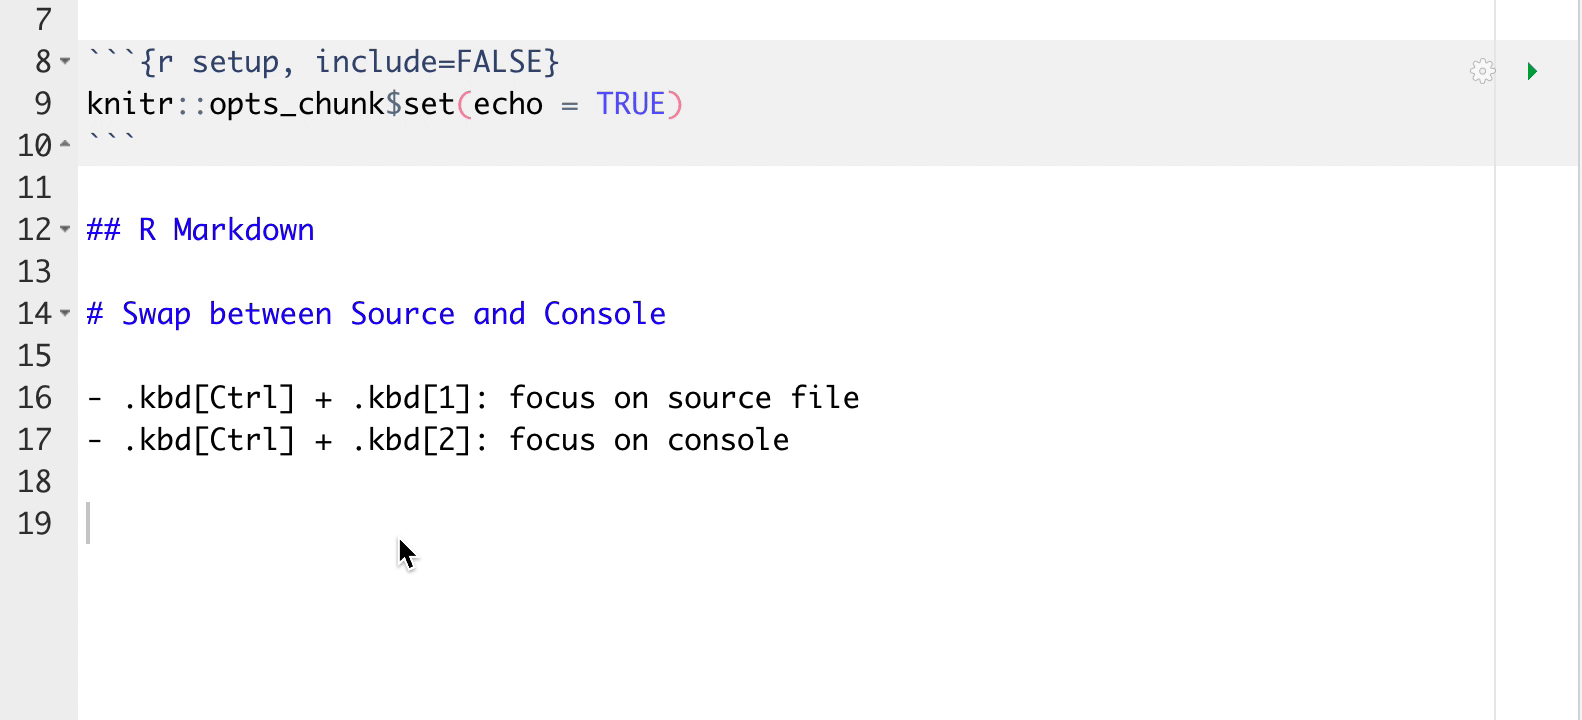 7
8 ```{r setup, include=FALSE}
9 knitr::opts_chunk$set(echo = TRUE)
10 ```
11
12 ## R Markdown
13
14 # Swap between Source and Console
15
16 - .kbd[Ctrl] + .kbd[1]: focus on source file
17 - .kbd[Ctrl] + .kbd[2]: focus on console
18
19